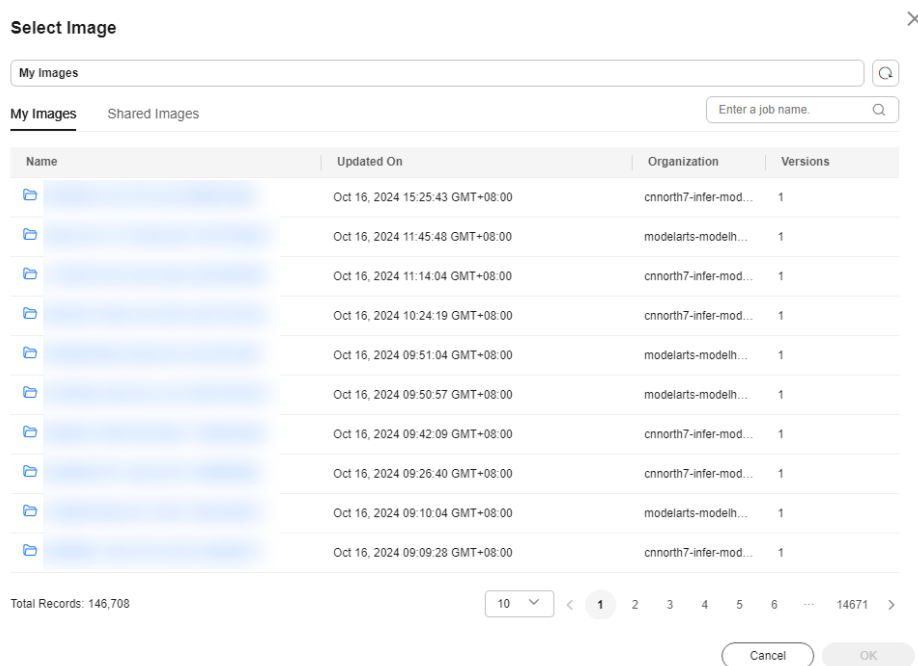 Select Image
My Images
My Images Shared Images Enter a job name.
Name Updated On Organization Versions
Oct 16, 2024 15:25:43 GMT+08:00 cnnorth7-infer-mod... 1
Oct 16, 2024 11:45:48 GMT+08:00 modelarts-modelh... 1
Oct 16, 2024 11:14:04 GMT+08:00 cnnorth7-infer-mod... 1
Oct 16, 2024 10:24:19 GMT+08:00 cnnorth7-infer-mod... 1
Oct 16, 2024 09:51:04 GMT+08:00 modelarts-modelh... 1
Oct 16, 2024 09:50:57 GMT+08:00 modelarts-modelh... 1
Oct 16, 2024 09:42:09 GMT+08:00 cnnorth7-infer-mod... 1
Oct 16, 2024 09:26:40 GMT+08:00 cnnorth7-infer-mod... 1
Oct 16, 2024 09:10:04 GMT+08:00 modelarts-modelh... 1
Oct 16, 2024 09:09:28 GMT+08:00 cnnorth7-infer-mod... 1
Total Records: 146,708 10 < 1 2 3 4 5 6 ... 14671 >
Cancel OK